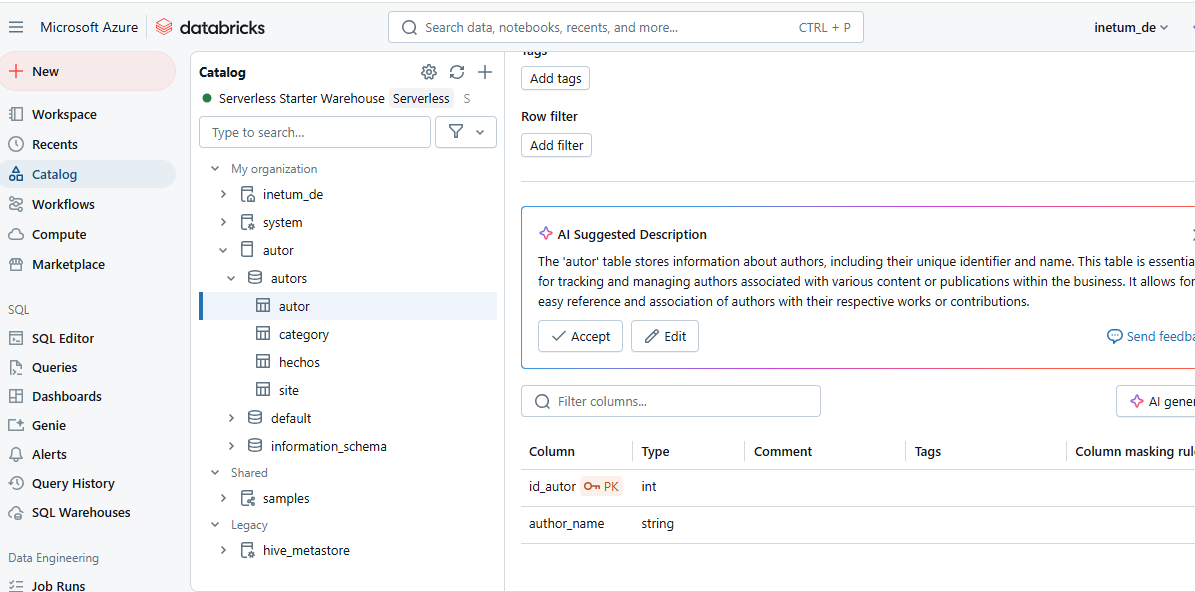 Microsoft Azure databricks Search data, notebooks, recents, and more... CTRL + P inetum_de
New
Workspace
Recents
Catalog
Workflows
Compute
Marketplace
SQL
SQL Editor
Queries
Dashboards
Genie
Alerts
Query History
SQL Warehouses
Data Engineering
Job Runs
Catalog
Serverless Starter Warehouse Serverless S
Type to search...
My organization
inetum_de
system
autor
autors
autor
category
hechos
site
default
information_schema
Shared
samples
Legacy
hive_metastore
Tags
Add tags
Row filter
Add filter
AI Suggested Description
The 'autor' table stores information about authors, including their unique identifier and name. This table is essentia
for tracking and managing authors associated with various content or publications within the business. It allows for
easy reference and association of authors with their respective works or contributions.
Accept Edit Send feedba
Filter columns... AI gener
Column Type Comment Tags Column masking rul
id_autor PK int
author_name string